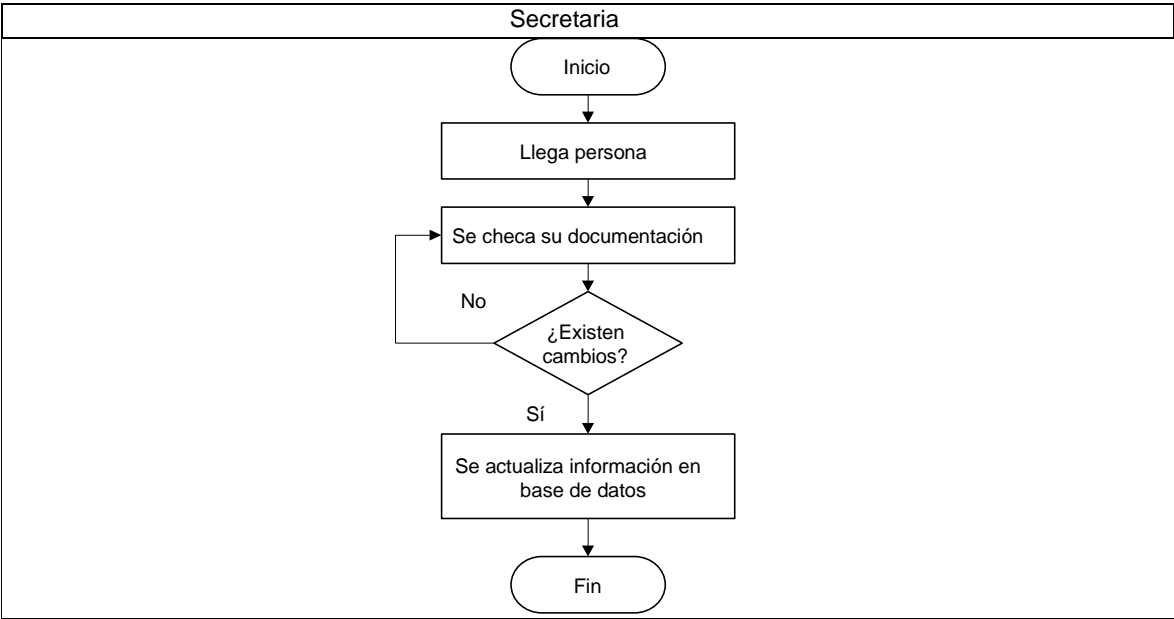 Secretaria
Inicio
Llega persona
Se checa su documentación
No
¿Existen
cambios?
Sí
Se actualiza información en
base de datos
Fin